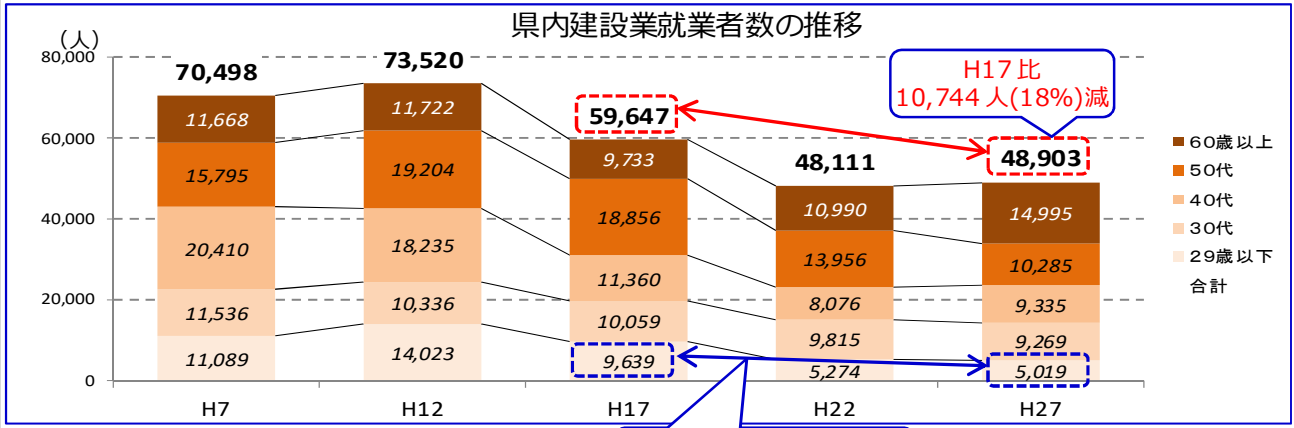 県内建設業就業者数の推移
（人）
80,000
60,000
40,000
20,000
0
70,498
11,668
15,795
20,410
11,536
11,089
H7
73,520
11,722
19,204
18,235
10,336
14,023
H12
59,647
9,733
18,856
11,360
10,059
9,639
H17
48,111
10,990
13,956
8,076
9,815
5,274
H22
H17比
10,744人(18%)減
48,903
14,995
10,285
9,335
9,269
5,019
H27
60歳以上
50代
40代
30代
29歳以下
合計